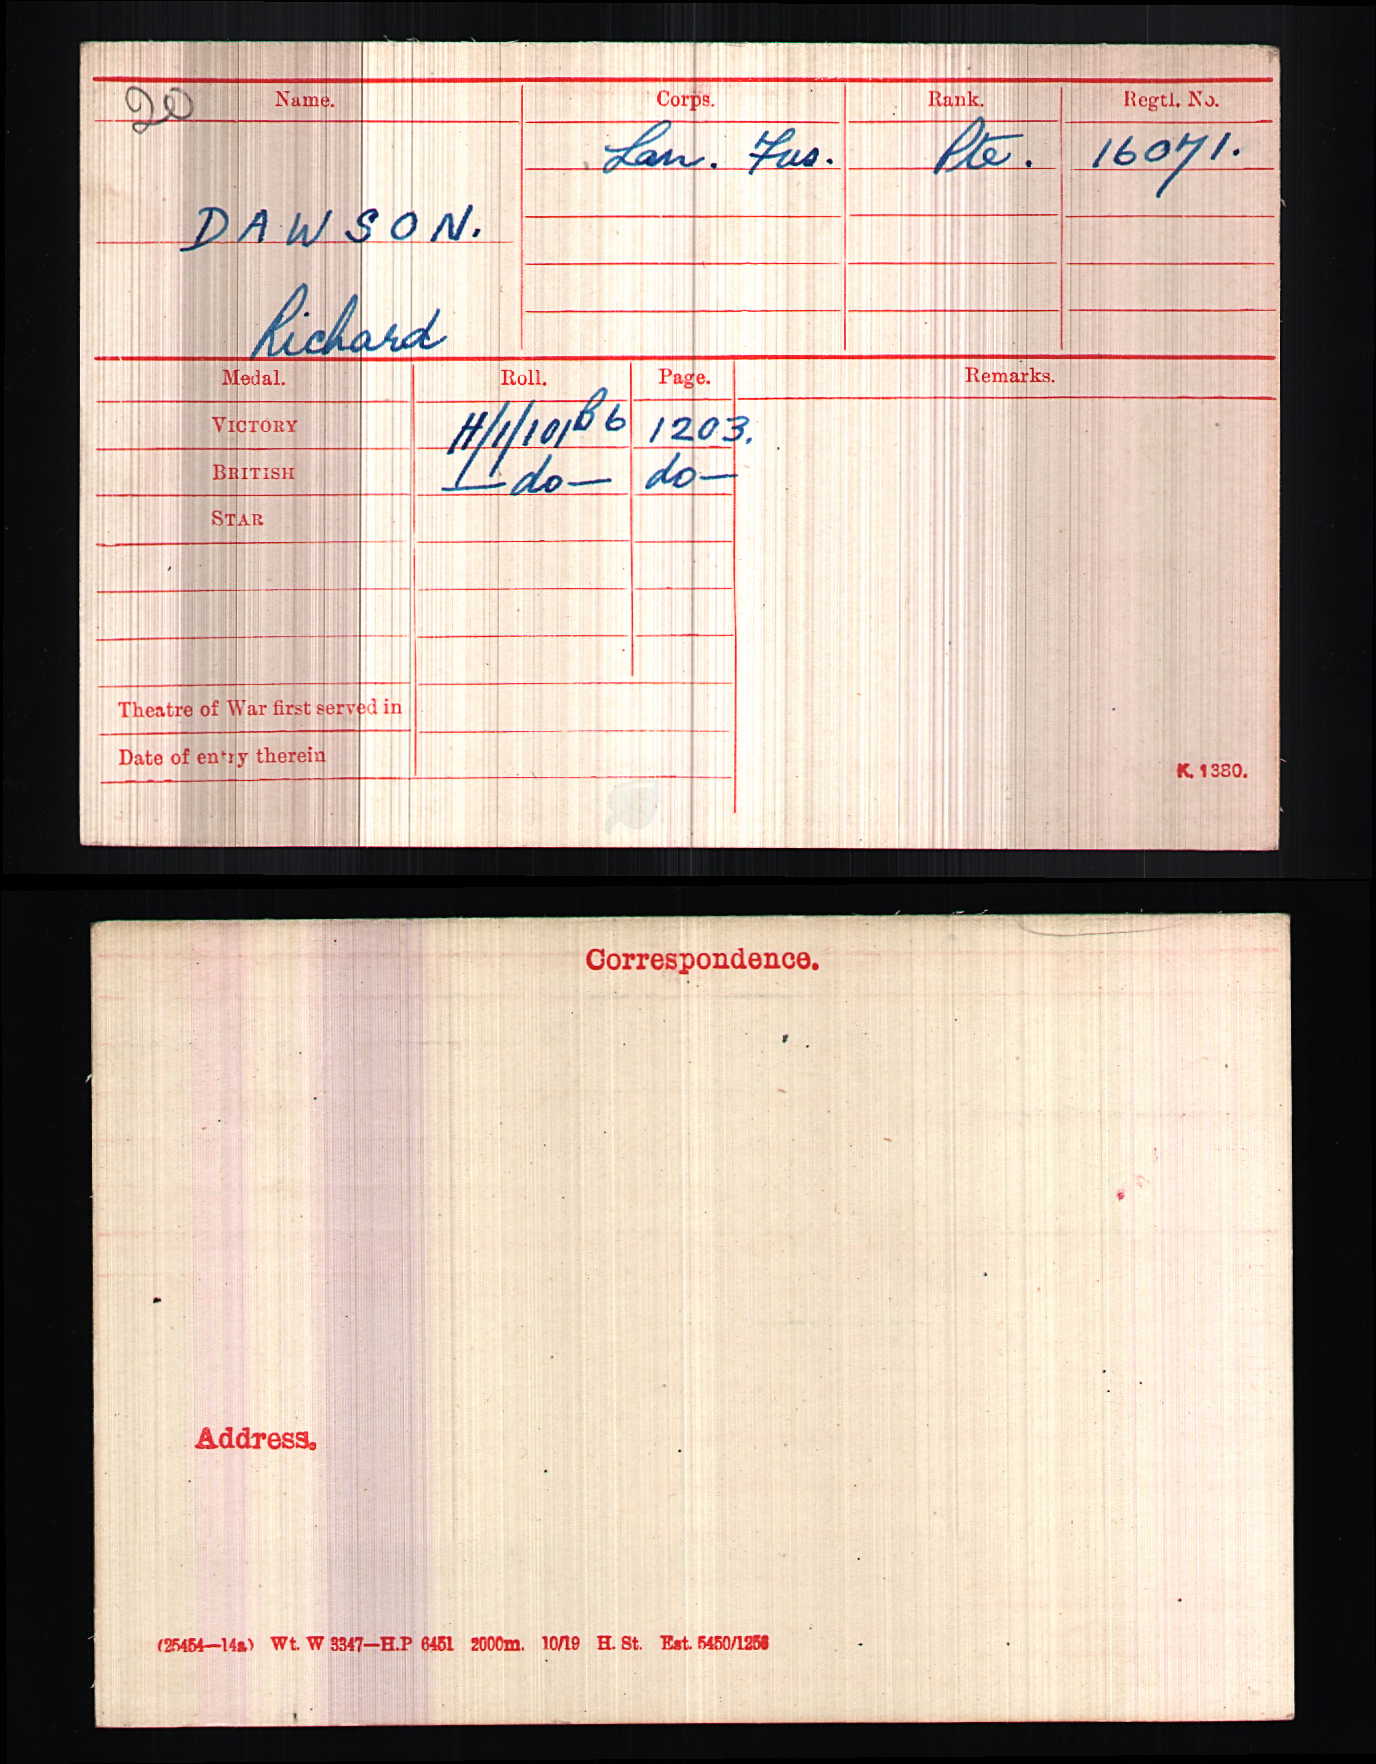 20 Name. Corps. Rank. Regtl. No.
Lan. Fus. Pte. 16071.
DAWSON.
Richard
Medal. Roll. Page. Remarks.
VICTORY H/1/101B6 1203.
BRITISH —do— do—
STAR
Theatre of War first served in
Date of entry therein
K. 1380.
Correspondence.
Address.
(25454—14a) Wt. W 3347—H.P 6451 2000m. 10/19 H. St. Est. 5450/1256